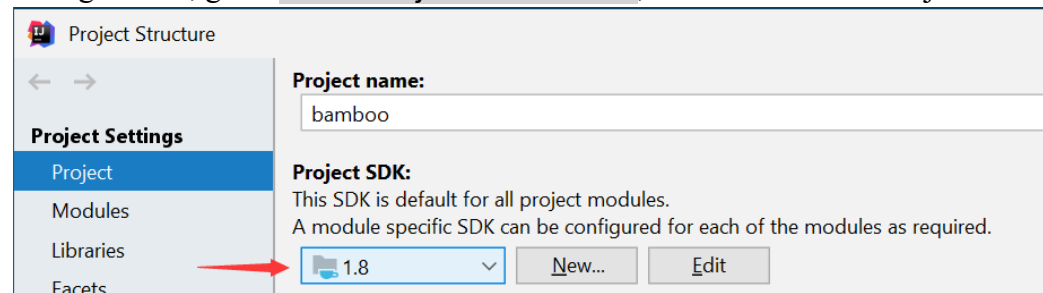 Project Structure
Project name:
bamboo
Project Settings
Project
Project SDK:
This SDK is default for all project modules.
Modules
A module specific SDK can be configured for each of the modules as required.
Libraries
1.8
New...
Edit
Facets